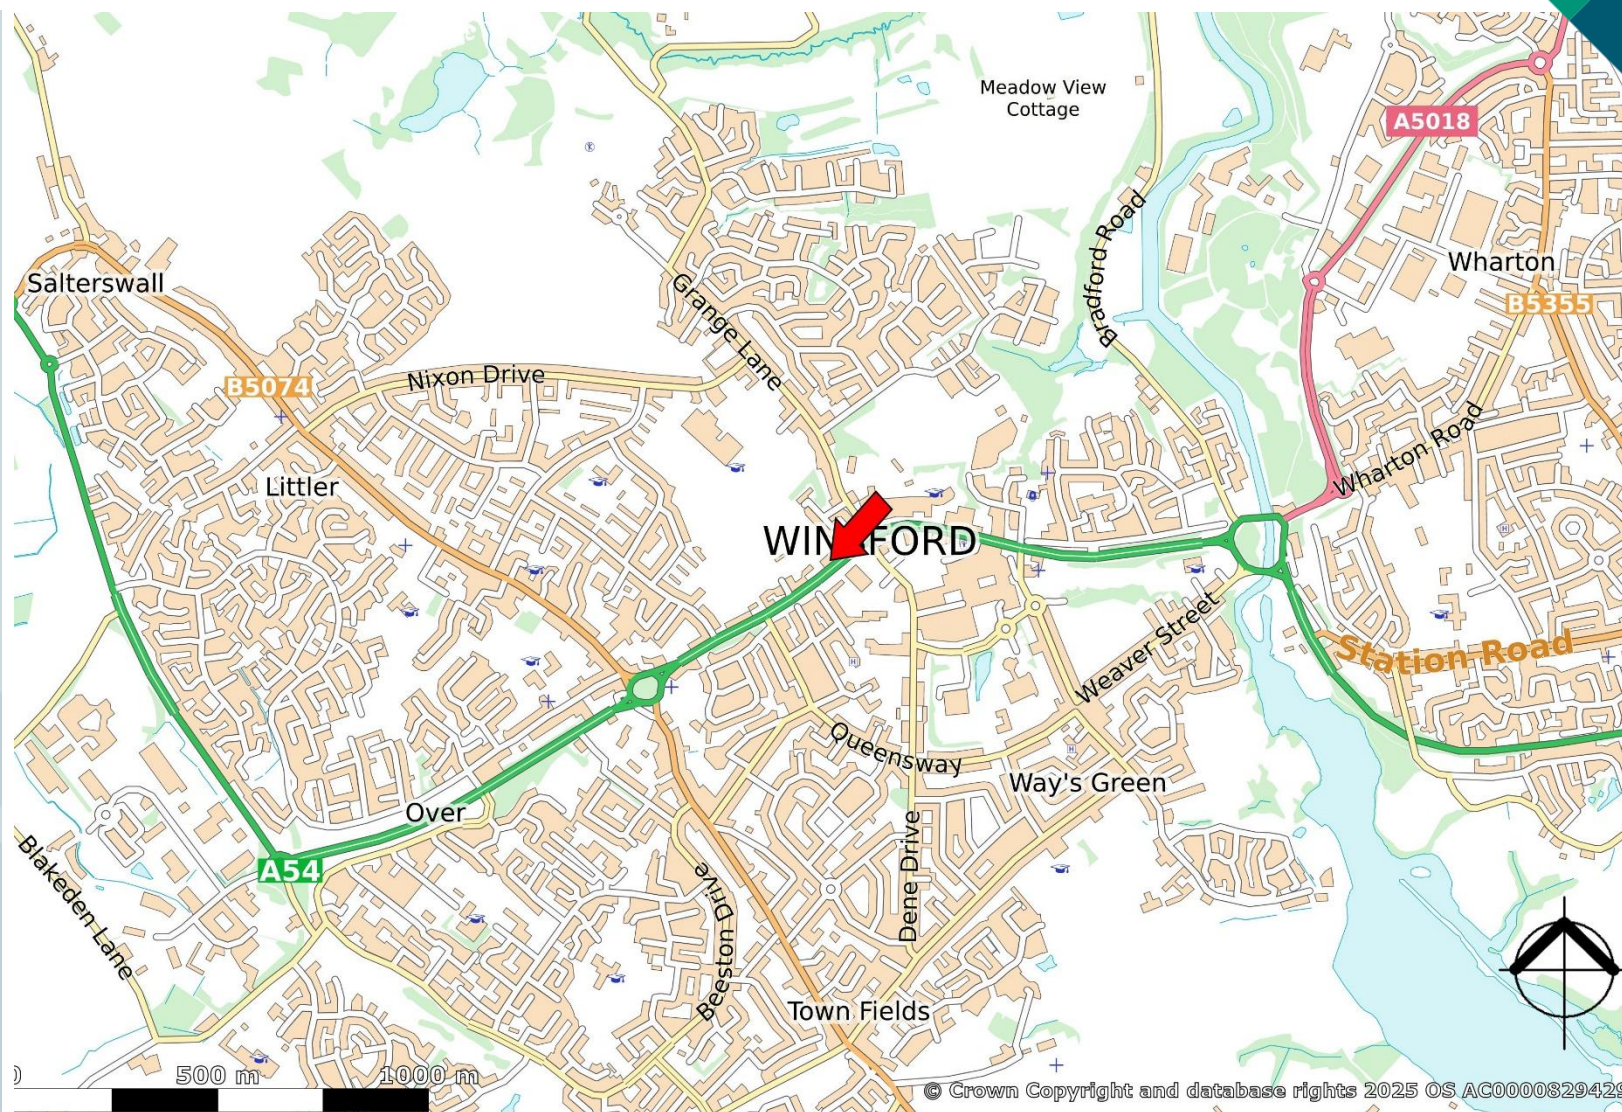 Meadow View
Cottage
A5018
Bradford Road
Wharton
Salterswall
B5355
Grange Lane
Nixon Drive
B5074
Wharton Road
Littler
WINSFORD
Weaver Street
Station Road
Queensway
Way's Green
Over
Dene Drive
A54
Blakeden Lane
Beeston Drive
Town Fields
0 500 m 1000 m
© Crown Copyright and database rights 2025 OS AC0000829429